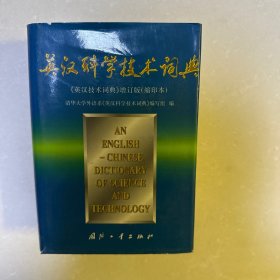 英汉科学技术词典
《英汉技术词典》增订版(缩印本)
清华大学外语系《英汉科学技术词典》编写组 编
AN
ENGLISH
-CHINESE
DICTIONARY
OF SCIENCE
AND
TECHNOLOGY
国防工业出版社